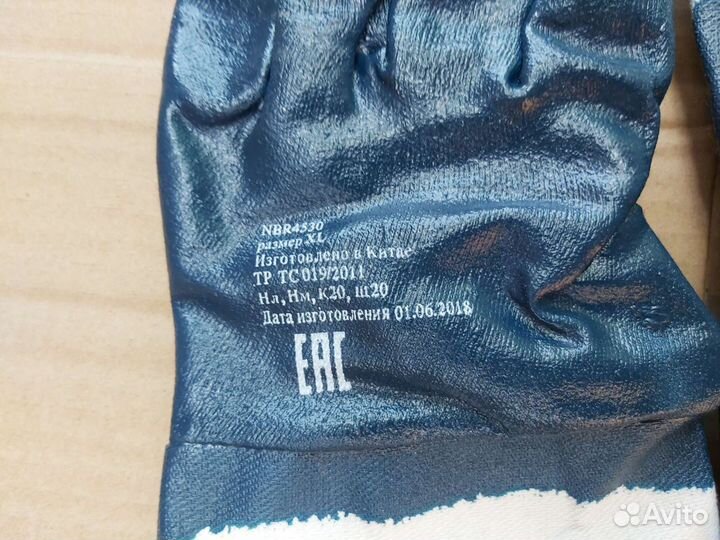 NBR4530
размер XL
Изготовлено в Китае
ТР ТС 019/2011
Нл, Нм, К20, Щ20
Дата изготовления 01.06.2018
EAC
Avito